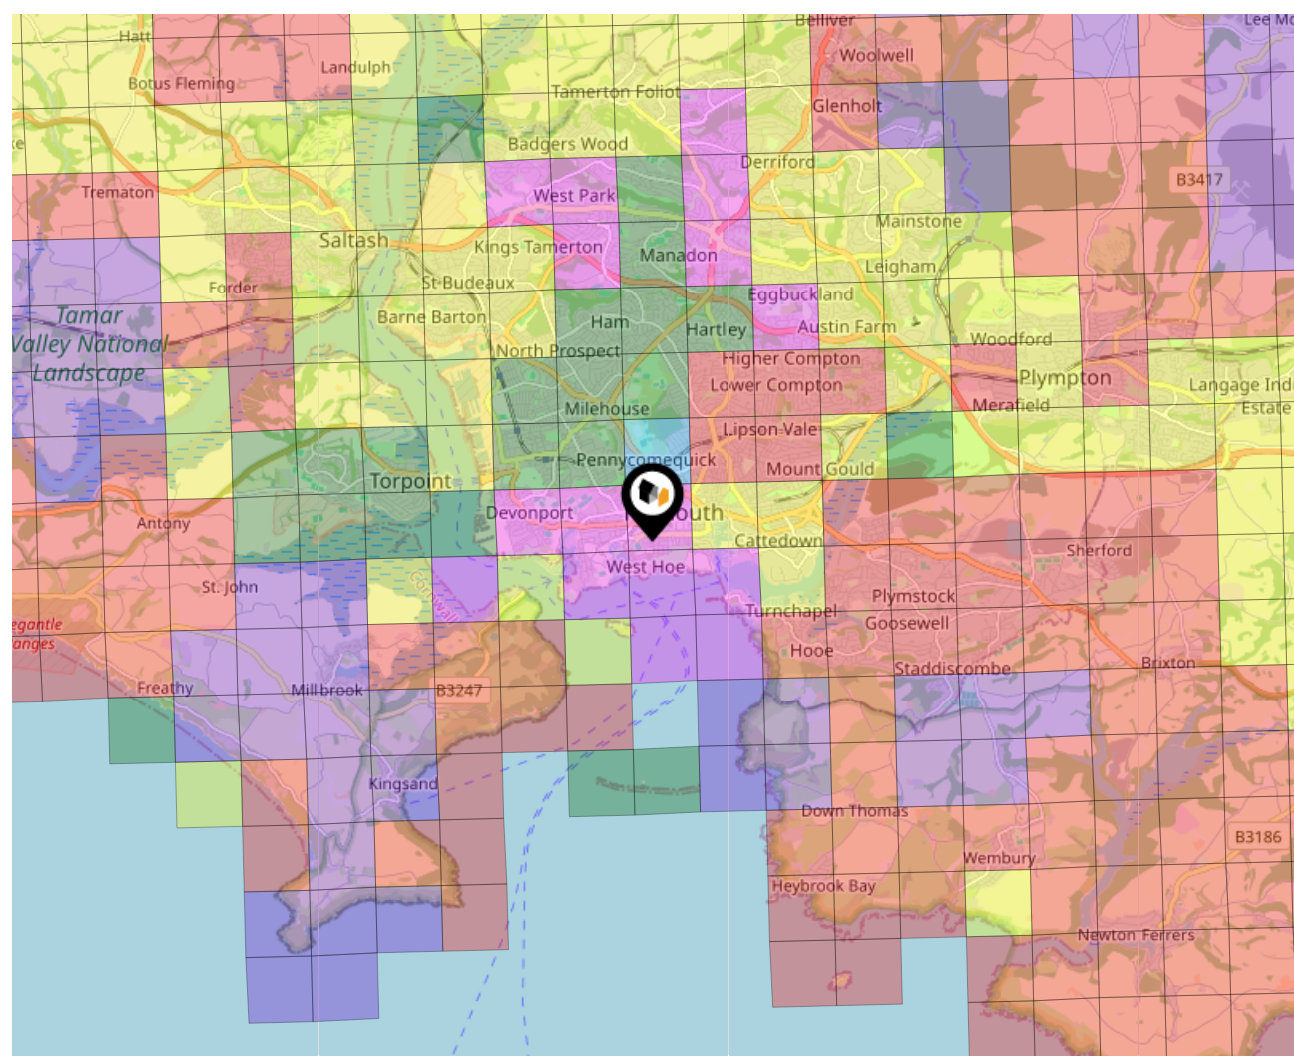 Belliver
Lee Mo
Hatt
Woolwell
Landulph
Botus Fleming
Tamerton Foliot
Glenholt
ke
Badgers Wood
Derriford
B3417
Trematon
West Park
Mainstone
Saltash
Kings Tamerton
Manadon
Leigham
St Budeaux
Forder
Eggbuckland
Tamar
Valley National
Landscape
Barne Barton
Ham
Hartley
Austin Farm
Woodford
North Prospect
Higher Compton
Plympton
Lower Compton
Langage Ind
Estate
Milehouse
Merafield
Lipson Vale
Pennycomequick
Mount Gould
Torpoint
Devonport
outh
Antony
Cattedown
Sherford
West Hoe
St. John
Cornwall
Plymstock
Turnchapel
Goosewell
egantle
anges
Hooe
Brixton
Staddiscombe
Freathy
Millbrook
B3247
Kingsand
Down Thomas
B3186
Wembury
Heybrook Bay
Newton Ferrers